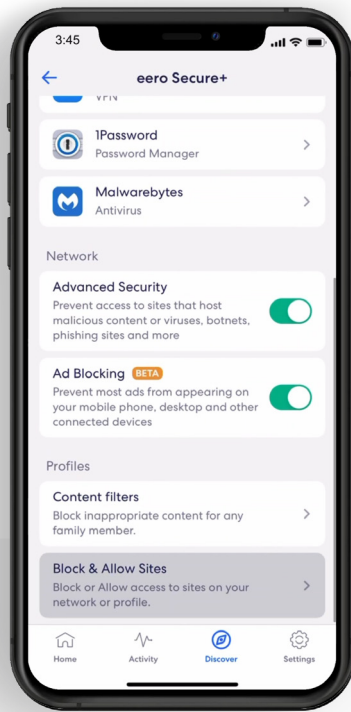 3:45
eero Secure+
VPN
1Password
Password Manager
Malwarebytes
Antivirus
Network
Advanced Security
Prevent access to sites that host
malicious content or viruses, botnets,
phishing sites and more
Ad Blocking BETA
Prevent most ads from appearing on
your mobile phone, desktop and other
connected devices
Profiles
Content filters
Block inappropriate content for any
family member.
Block & Allow Sites
Block or Allow access to sites on your
network or profile.
Home
Activity
Discover
Settings